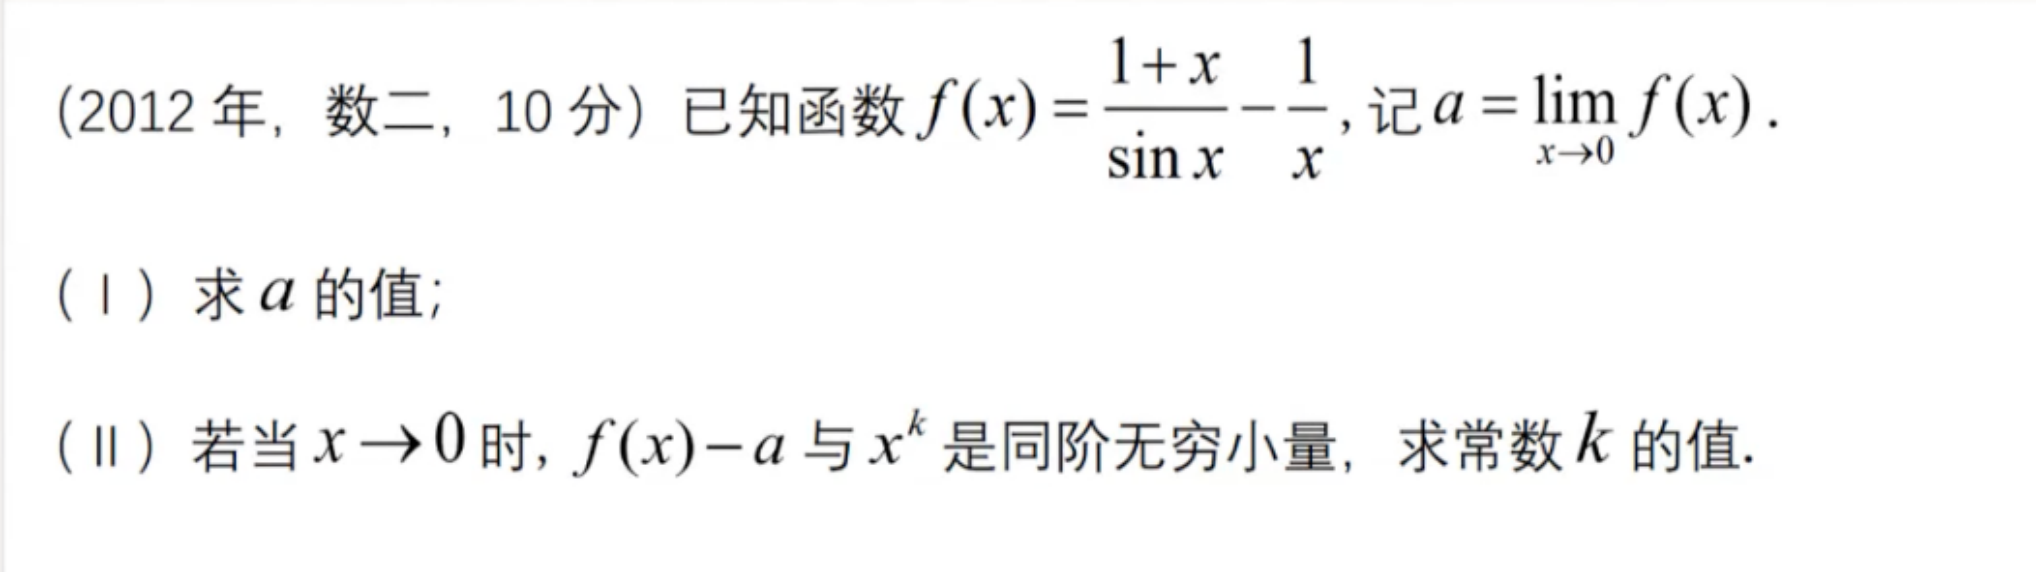 (2012 年，数二，10 分）已知函数 $f(x)=\frac{1+x}{\sin x}-\frac{1}{x}$, 记 $a=\lim_{x \to 0} f(x)$.
(Ⅰ) 求 $a$ 的值;
(Ⅱ) 若当 $x \to 0$ 时, $f(x)-a$ 与 $x^k$ 是同阶无穷小量，求常数 $k$ 的值.